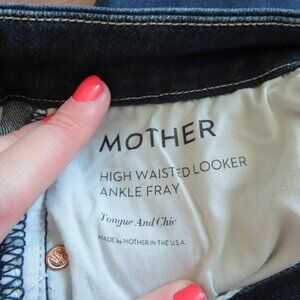 MOTHER
HIGH WAISTED LOOKER
ANKLE FRAY
Tongue And Chic
MADE by MOTHER IN THE U.S.A.